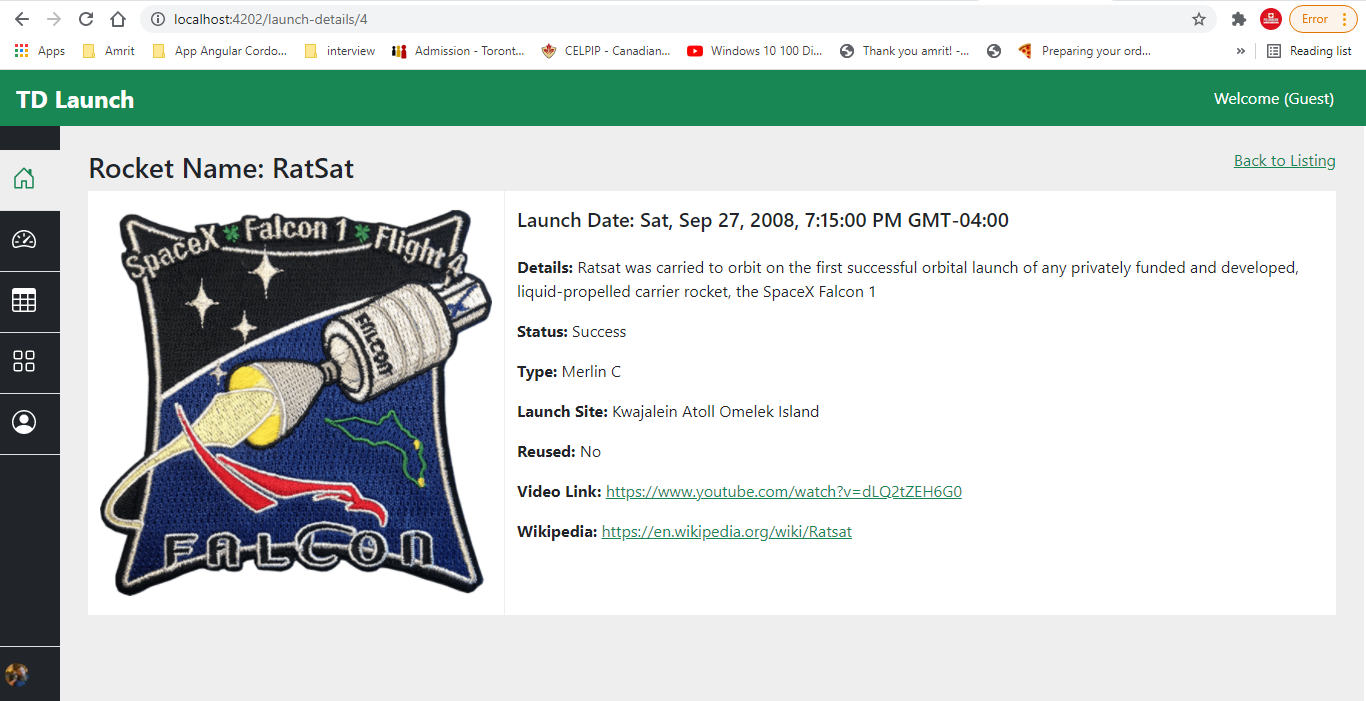 localhost:4202/launch-details/4
Error
Apps Amrit App Angular Cordo... interview Admission - Toront... CELPIP - Canadian... Windows 10 100 Di... Thank you amrit! -... Preparing your ord... » Reading list
TD Launch
Welcome (Guest)
Rocket Name: RatSat
Back to Listing
SpaceX Falcon 1 Flight 4
FALCON
FALCON
Launch Date: Sat, Sep 27, 2008, 7:15:00 PM GMT-04:00
Details: Ratsat was carried to orbit on the first successful orbital launch of any privately funded and developed,
liquid-propelled carrier rocket, the SpaceX Falcon 1
Status: Success
Type: Merlin C
Launch Site: Kwajalein Atoll Omelek Island
Reused: No
Video Link: https://www.youtube.com/watch?v=dLQ2tZEH6G0
Wikipedia: https://en.wikipedia.org/wiki/Ratsat